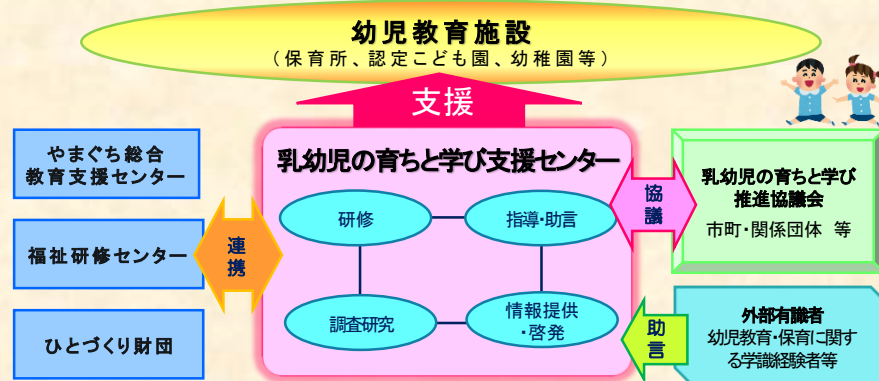 幼児教育施設
（保育所、認定こども園、幼稚園等）
支援
やまぐち総合
教育支援センター
福祉研修センター
ひとづくり財団
連
携
乳幼児の育ちと学び支援センター
研修
指導・助言
調査研究
情報提供
・啓発
協
議
乳幼児の育ちと学び
推進協議会
市町・関係団体 等
助
言
外部有識者
幼児教育・保育に関す
る学識経験者等